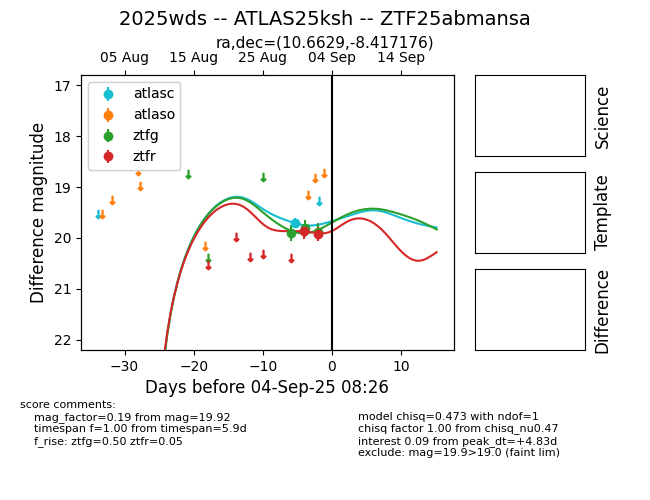 2025wds -- ATLAS25ksh -- ZTF25abmansa
ra,dec=(10.6629,-8.417176)
05 Aug 15 Aug 25 Aug 04 Sep 14 Sep
atlasc
atlaso
ztfg
ztfr
17
18
19
20
21
22
Difference magnitude
−30 −20 −10 0 10
Days before 04-Sep-25 08:26
Science
Template
Difference
score comments:
mag_factor=0.19 from mag=19.92
timespan f=1.00 from timespan=5.9d
f_rise: ztfg=0.50 ztfr=0.05
model chisq=0.473 with ndof=1
chisq factor 1.00 from chisq_nu0.47
interest 0.09 from peak_dt=+4.83d
exclude: mag=19.9>19.0 (faint lim)